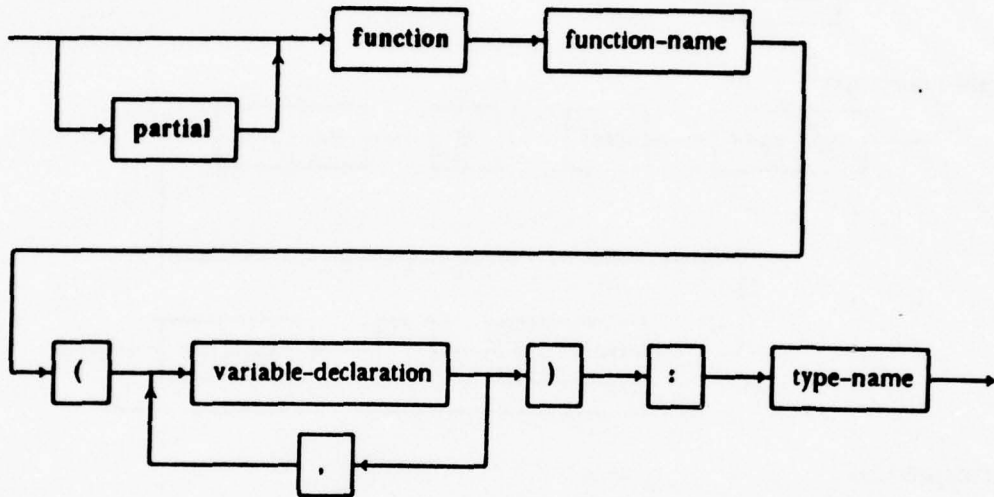 function function-name
partial
( variable-declaration ) : type-name
,